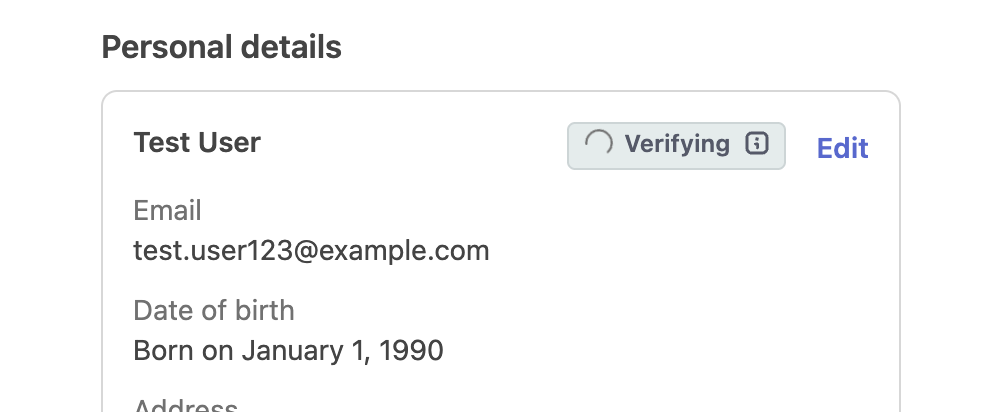 Personal details
Test User
Verifying
Edit
Email
test.user123@example.com
Date of birth
Born on January 1, 1990
Address